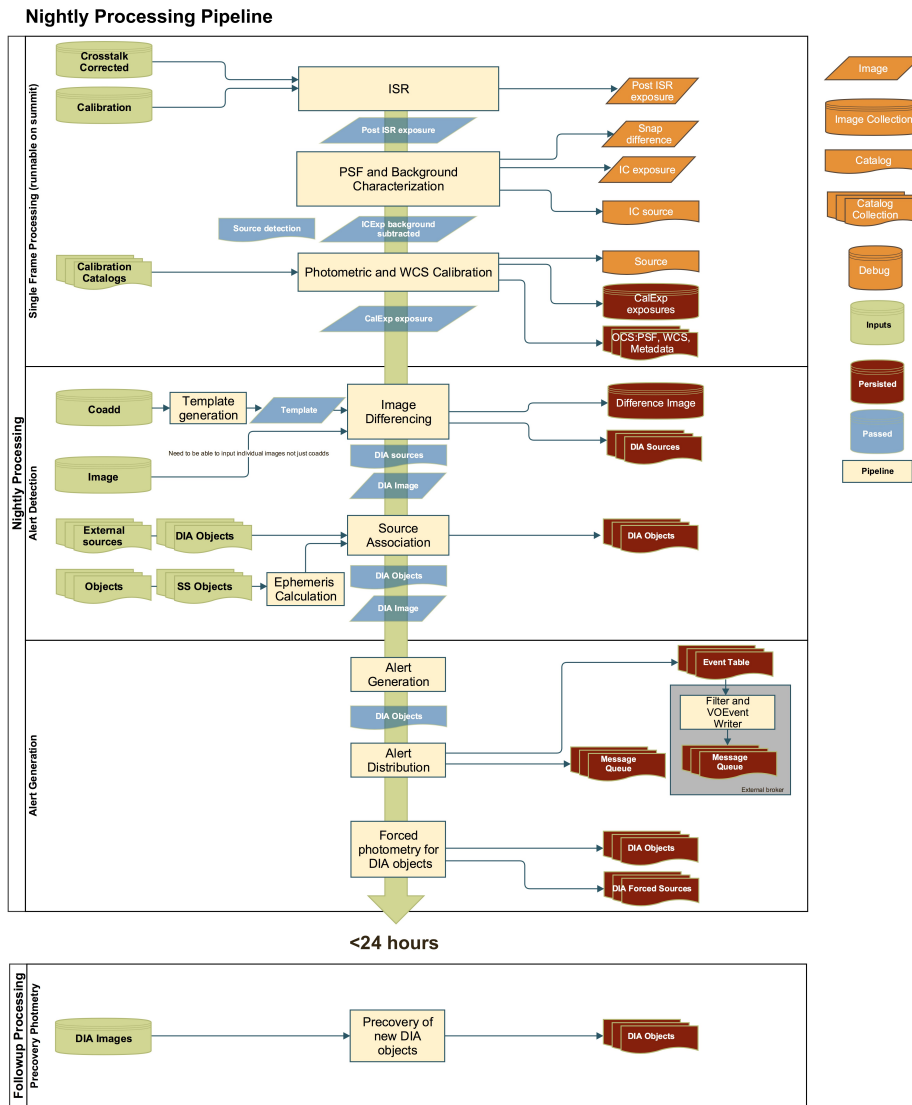 Nightly Processing Pipeline
Nightly Processing
Single Frame Processing (runnable on summit)
Crosstalk
Corrected
Calibration
ISR
Post ISR
exposure
Post ISR exposure
Snap
difference
PSF and Background
Characterization
IC exposure
IC source
Source detection
ICExp background
subtracted
Calibration
Catalogs
Photometric and WCS Calibration
Source
CalExp
exposures
CalExp exposure
OCS:PSF, WCS,
Metadata
Image
Image Collection
Catalog
Catalog
Collection
Debug
Inputs
Persisted
Passed
Pipeline
Alert Detection
Coadd
Template
generation
Template
Image
Differencing
Difference Image
Need to be able to input individual images not just coadds
DIA sources
DIA Sources
Image
DIA Image
External
sources
DIA Objects
Source
Association
DIA Objects
Objects
SS Objects
Ephemeris
Calculation
DIA Objects
DIA Image
Alert Generation
Alert
Generation
Event Table
DIA Objects
Filter and
VOEvent
Writer
Alert
Distribution
Message
Queue
Message
Queue
External broker
Forced
photometry for
DIA objects
DIA Objects
DIA Forced Sources
<24 hours
Followup Processing
Precovery Photmetry
DIA Images
Precovery of
new DIA
objects
DIA Objects